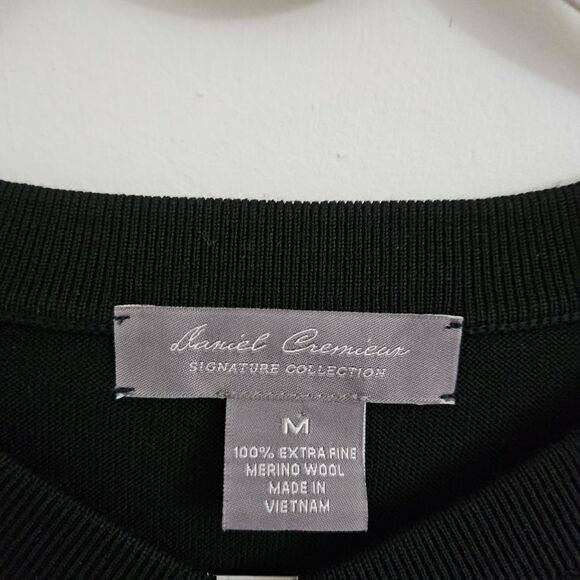 Daniel Cremieux
SIGNATURE COLLECTION
M
100% EXTRA FINE
MERINO WOOL
MADE IN
VIETNAM